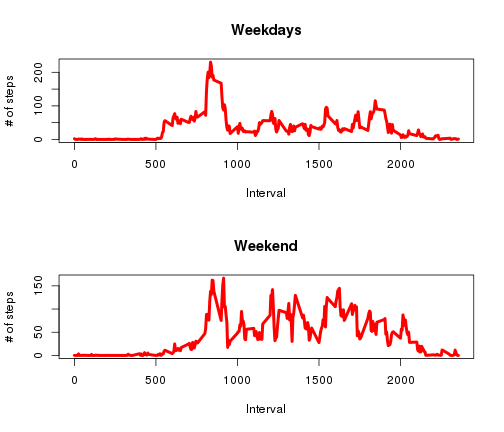 Weekdays
# of steps
200
100
0
0 500 1000 1500 2000
Interval
Weekend
# of steps
150
50
0
0 500 1000 1500 2000
Interval